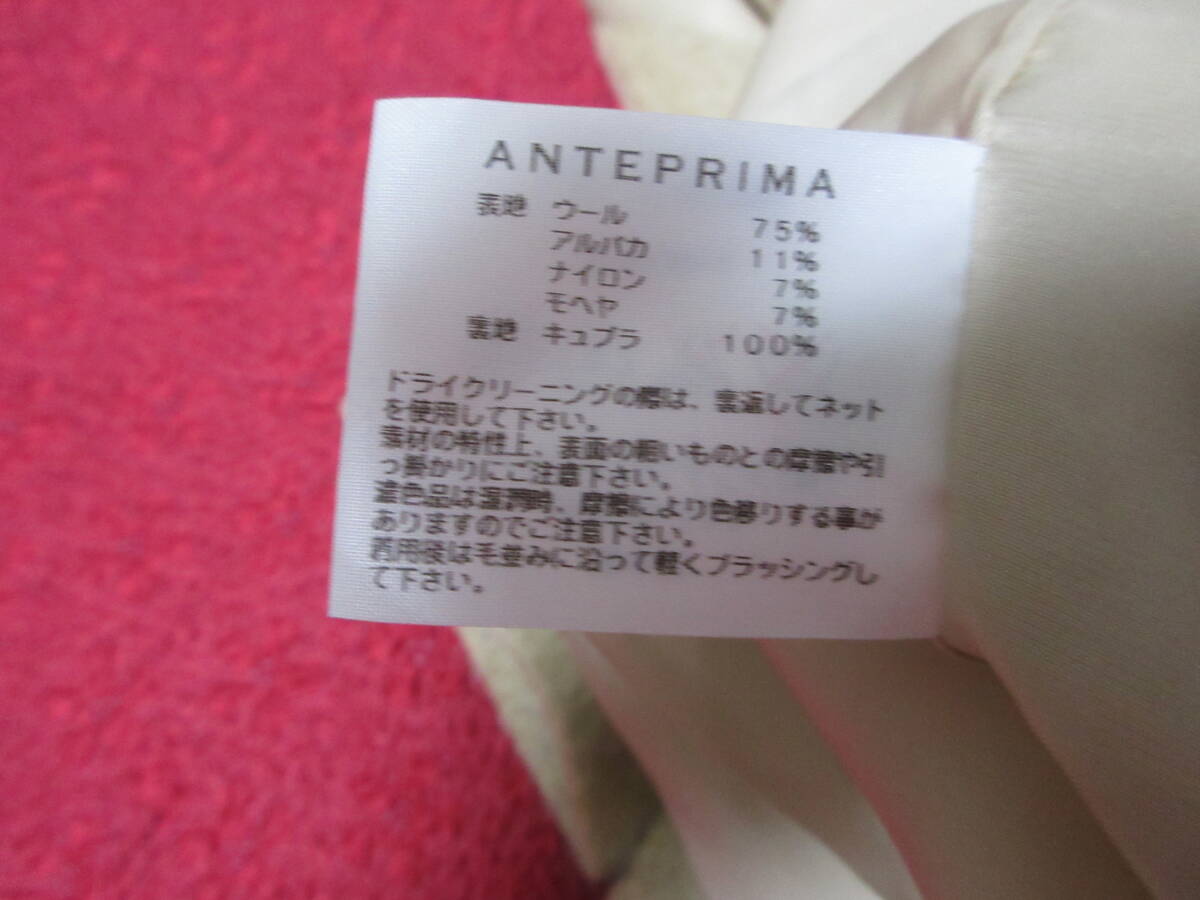 ANTEPRIMA
表地 ウール 75%
アルパカ 11%
ナイロン 7%
モヘヤ 7%
裏地 キュプラ 100%
ドライクリーニングの際は、裏返してネット
を使用して下さい。
素材の特性上、表面の粗いものとの摩擦や引
っ掛かりにご注意下さい。
濃色品は湿潤時、摩擦により色移りする事が
ありますのでご注意下さい。
着用後は毛並みに沿って軽くブラッシングし
て下さい。